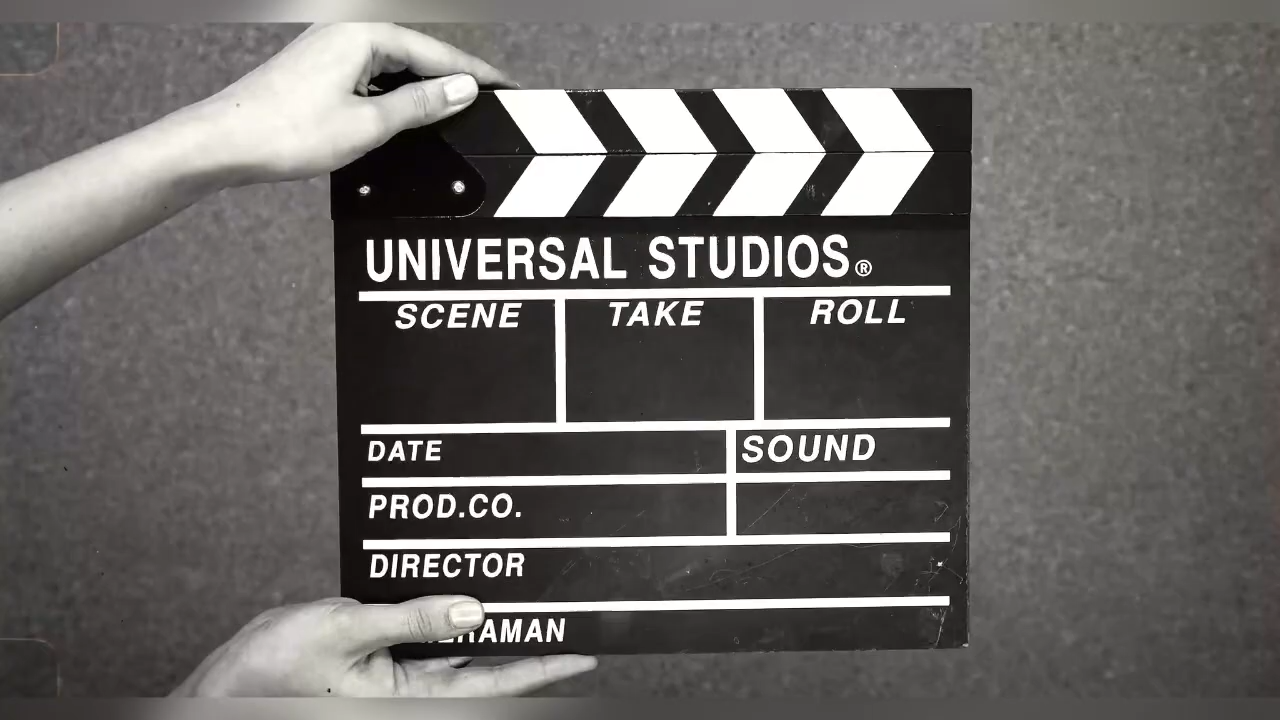 UNIVERSAL STUDIOS®
SCENE TAKE ROLL
DATE SOUND
PROD.CO.
DIRECTOR